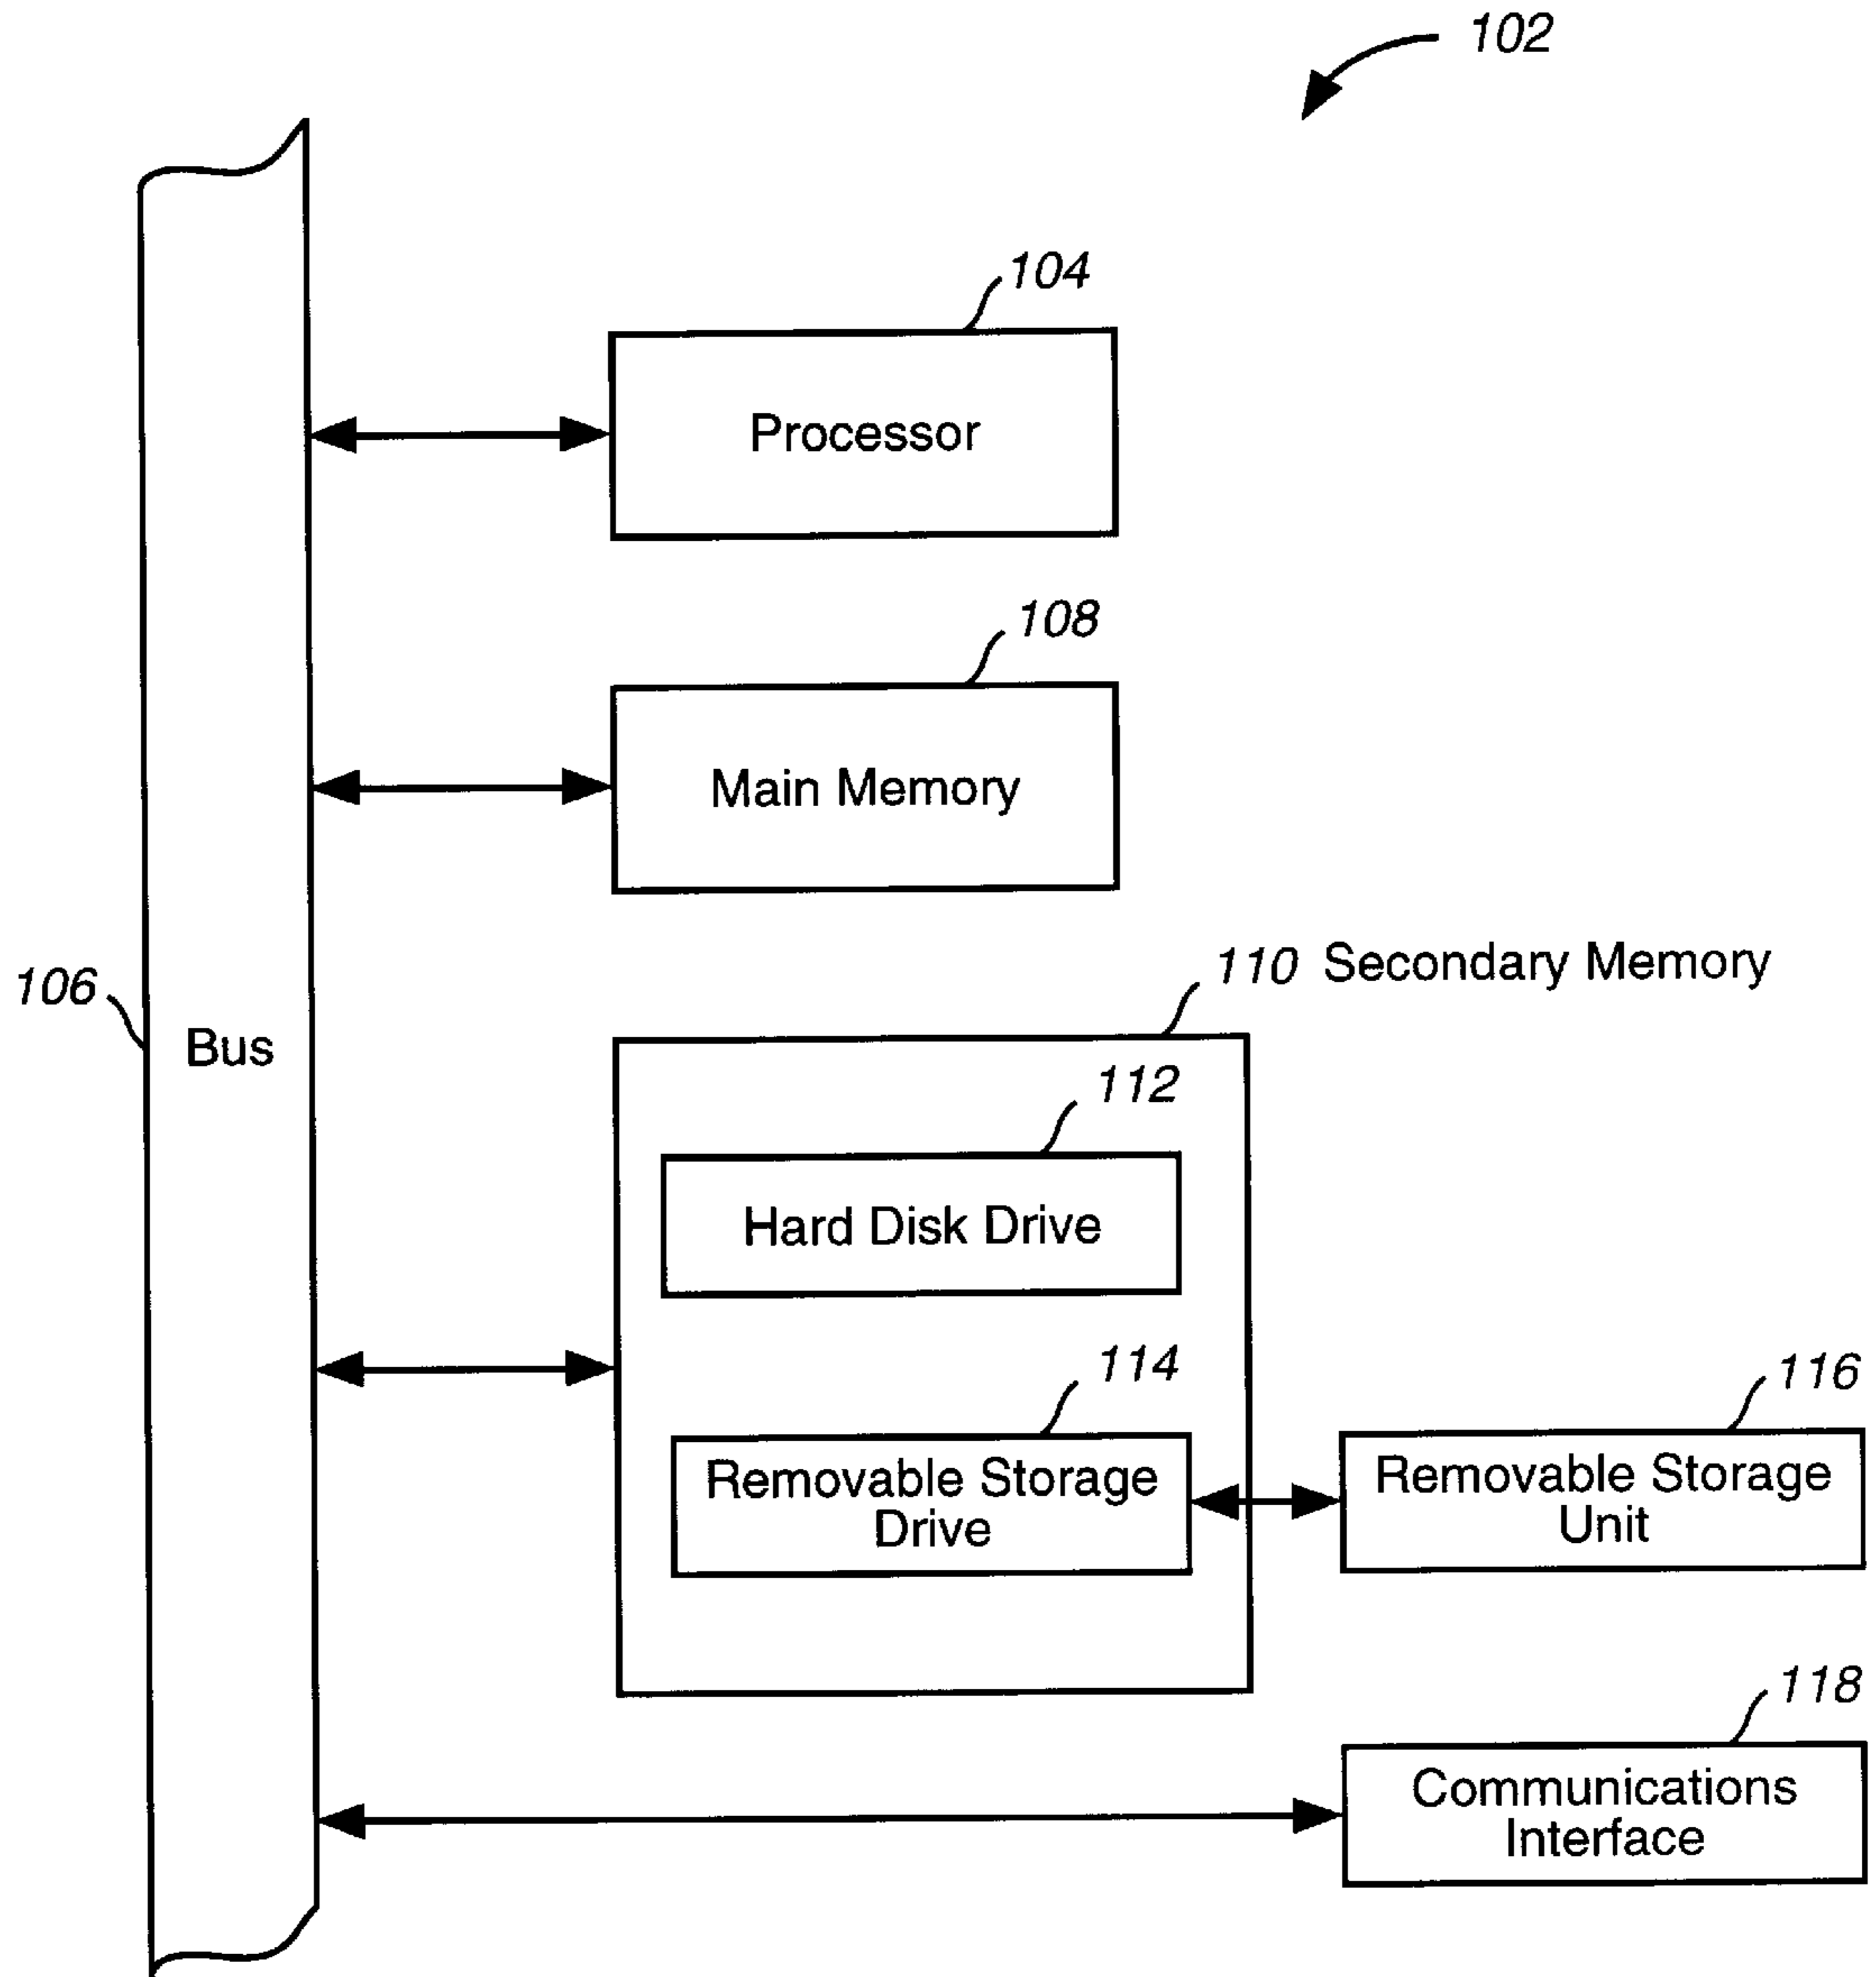 102
104
Processor
108
Main Memory
110 Secondary Memory
106
Bus
112
Hard Disk Drive
114
Removable Storage
Drive
116
Removable Storage
Unit
118
Communications
Interface